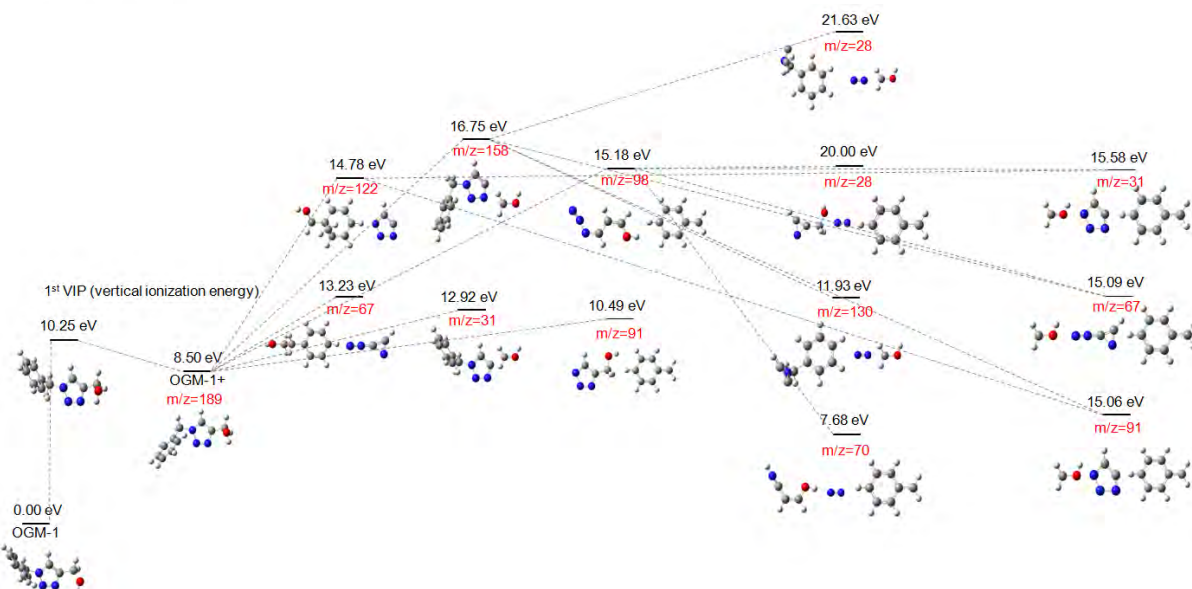 21.63 eV
m/z=28
16.75 eV
m/z=158
14.78 eV
m/z=122
15.18 eV
m/z=98
20.00 eV
m/z=28
15.58 eV
m/z=31
1st VIP (vertical ionization energy)
10.25 eV
13.23 eV
m/z=67
12.92 eV
m/z=31
10.49 eV
m/z=91
11.93 eV
m/z=130
15.09 eV
m/z=67
8.50 eV
OGM-1+
m/z=189
7.68 eV
m/z=70
15.06 eV
m/z=91
0.00 eV
OGM-1